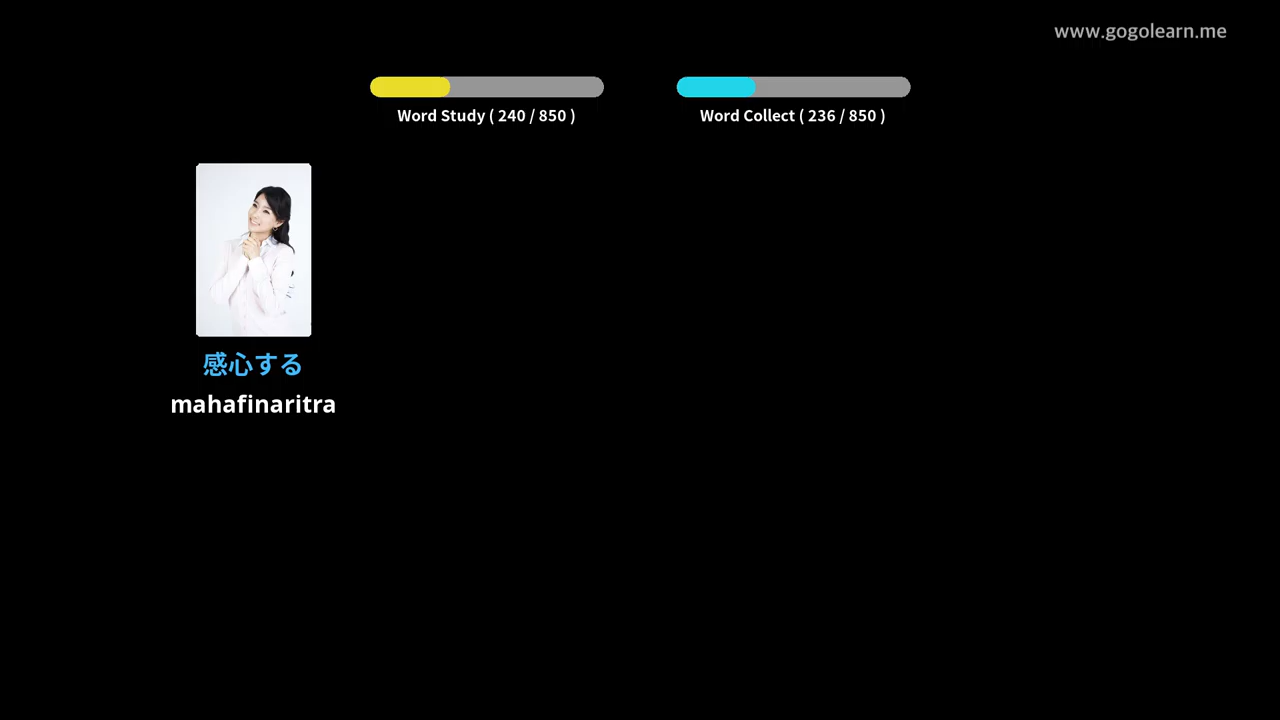 www.gogolearn.me
Word Study ( 240 / 850 )
Word Collect ( 236 / 850 )
感心する
mahafinaritra